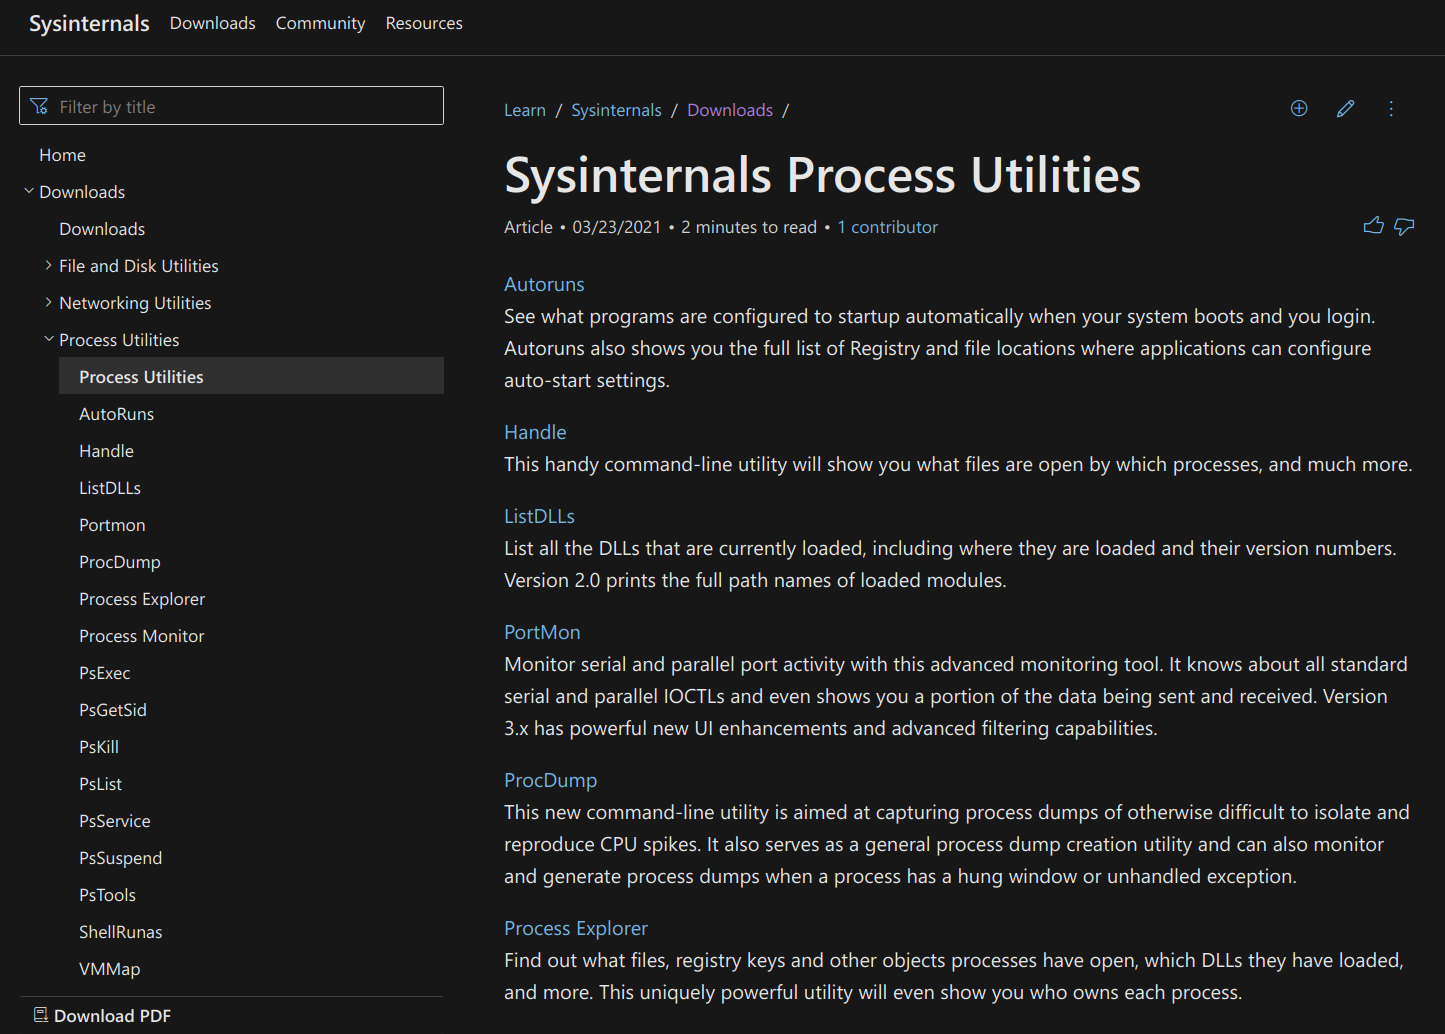 Sysinternals Downloads Community Resources
Filter by title
Home
Downloads
Downloads
File and Disk Utilities
Networking Utilities
Process Utilities
Process Utilities
AutoRuns
Handle
ListDLLs
Portmon
ProcDump
Process Explorer
Process Monitor
PsExec
PsGetSid
PsKill
PsList
PsService
PsSuspend
PsTools
ShellRunas
VMMap
Download PDF
Learn / Sysinternals / Downloads /
Sysinternals Process Utilities
Article • 03/23/2021 • 2 minutes to read • 1 contributor
Autoruns
See what programs are configured to startup automatically when your system boots and you login.
Autoruns also shows you the full list of Registry and file locations where applications can configure
auto-start settings.
Handle
This handy command-line utility will show you what files are open by which processes, and much more.
ListDLLs
List all the DLLs that are currently loaded, including where they are loaded and their version numbers.
Version 2.0 prints the full path names of loaded modules.
PortMon
Monitor serial and parallel port activity with this advanced monitoring tool. It knows about all standard
serial and parallel IOCTLs and even shows you a portion of the data being sent and received. Version
3.x has powerful new UI enhancements and advanced filtering capabilities.
ProcDump
This new command-line utility is aimed at capturing process dumps of otherwise difficult to isolate and
reproduce CPU spikes. It also serves as a general process dump creation utility and can also monitor
and generate process dumps when a process has a hung window or unhandled exception.
Process Explorer
Find out what files, registry keys and other objects processes have open, which DLLs they have loaded,
and more. This uniquely powerful utility will even show you who owns each process.